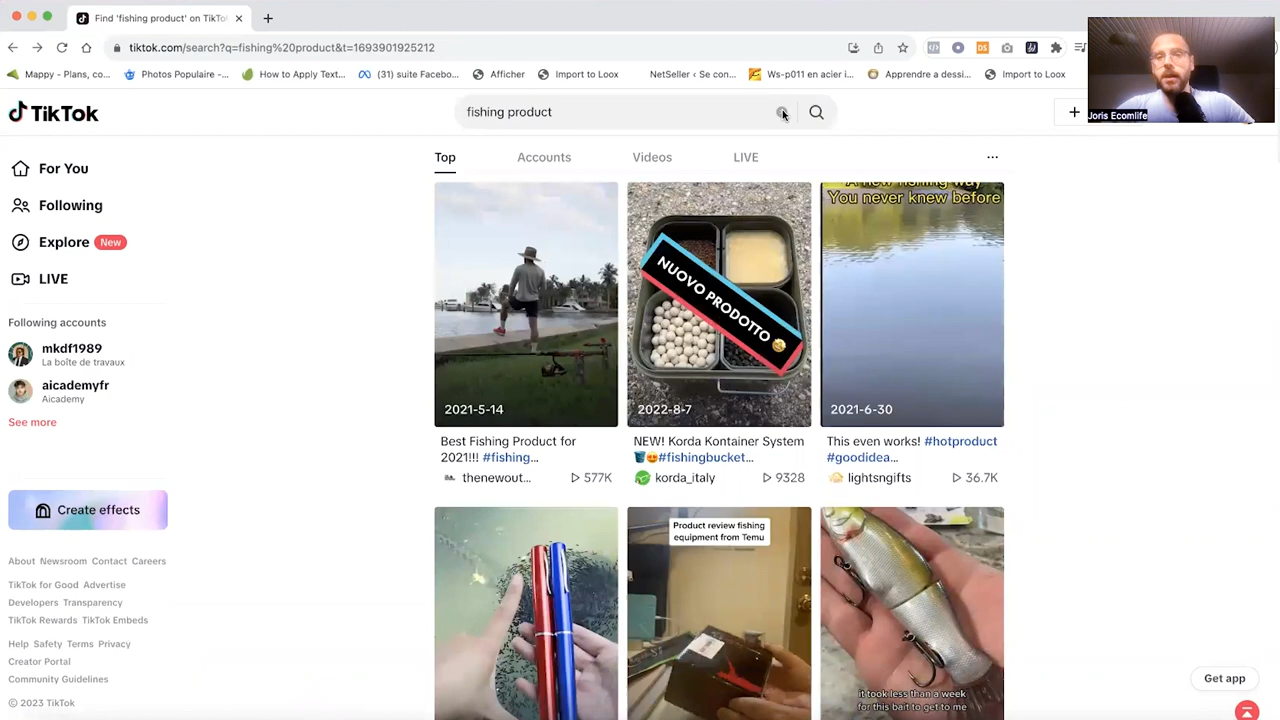 Find 'fishing product' on TikTo
tiktok.com/search?q=fishing%20product&t=1693901925212
Mappy - Plans, co...
Photos Populaire -...
How to Apply Text...
(31) suite Facebo...
Afficher
Import to Loox
NetSeller ‹ Se con...
Ws-p011 en acier i...
Apprendre a dessi...
Import to Loox
Joris Ecomlife
TikTok
fishing product
For You
Following
Explore New
LIVE
Following accounts
mkdf1989
La boîte de travaux
aicademyfr
Aicademy
See more
Create effects
About Newsroom Contact Careers
TikTok for Good Advertise
Developers Transparency
TikTok Rewards TikTok Embeds
Help Safety Terms Privacy
Creator Portal
Community Guidelines
© 2023 TikTok
Top Accounts Videos LIVE
2021-5-14
Best Fishing Product for
2021!!! #fishing...
thenewout... 577K
NUOVO PRODOTTO 🤩
2022-8-7
NEW! Korda Kontainer System
🪣😍#fishingbucket...
korda_italy 9328
A new fishing way
You never knew before
2021-6-30
This even works! #hotproduct
#goodidea...
lightsngifts 36.7K
Product review fishing
equipment from Temu
it took less than a week
for this bait to get to me
Get app